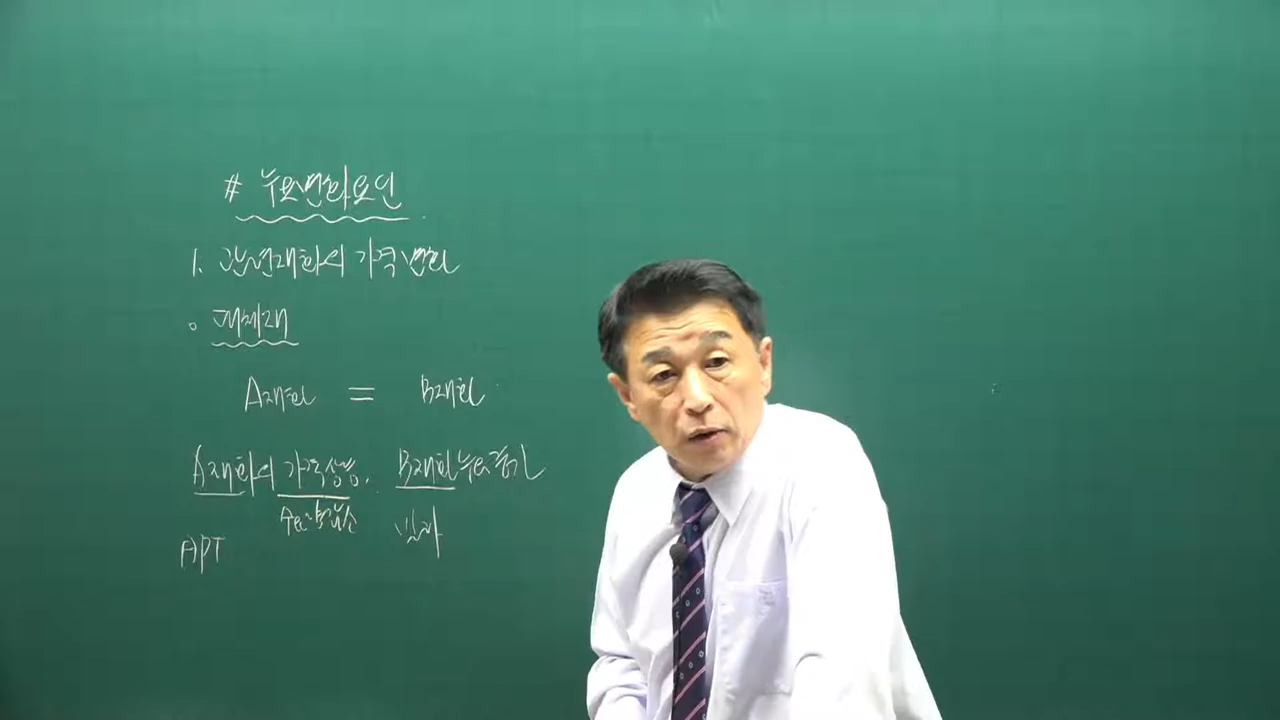 # 수요변화요인
1. 관련재화의 가격변화
○ 대체재
A재화 = B재화
A재화의 가격상승. B재화 수요증가
수요량감소 빌라
APT